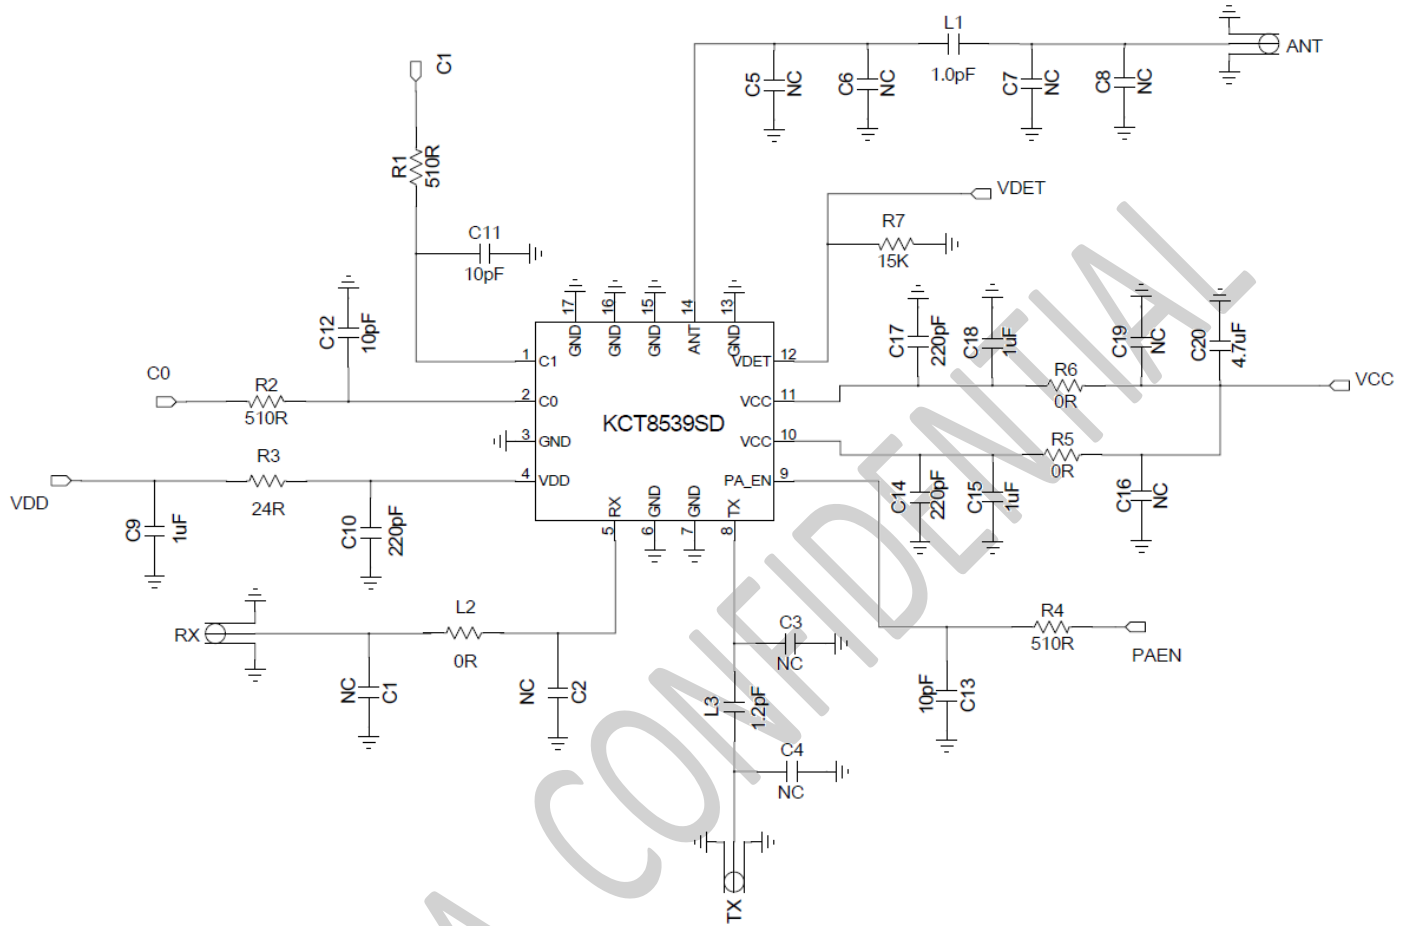 L1
ANT
1.0pF
C5
NC
C6
NC
C7
NC
C8
NC
C1
R1
510R
VDET
R7
15K
C11
10pF
C12
10pF
17
16
15
14
13
GND
GND
GND
ANT
GND
C17
220pF
C18
1uF
C19
NC
C20
4.7uF
1
C1
VDET
12
C0
R2
510R
2
C0
VCC
11
R6
0R
VCC
KCT8539SD
3
GND
VCC
10
R5
0R
R3
24R
VDD
4
VDD
PA_EN
9
RX
GND
GND
TX
5
6
7
8
C9
1uF
C10
220pF
C14
220pF
C15
1uF
C16
NC
RX
L2
0R
NC
C1
NC
C2
C3
NC
L3
1.2pF
C4
NC
TX
R4
510R
PAEN
10pF
C13
CONFIDENTIAL